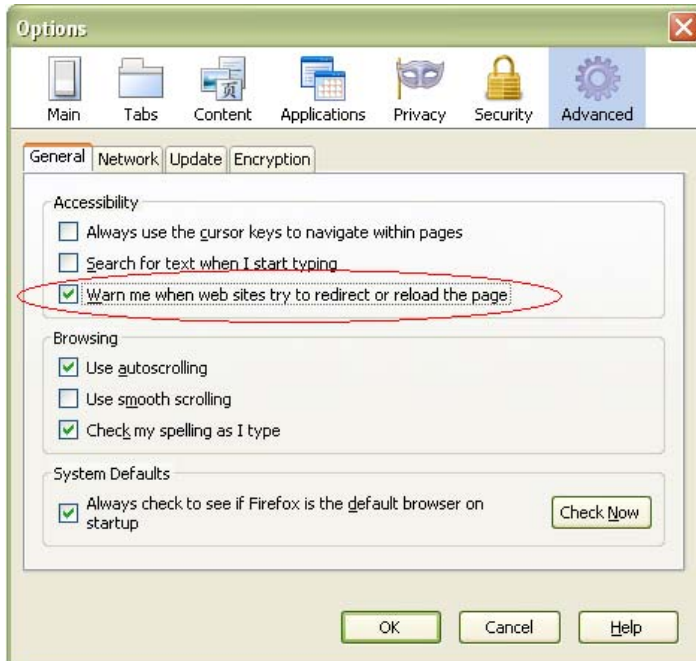 Options
页
Main Tabs Content Applications Privacy Security Advanced
General Network Update Encryption
Accessibility
Always use the cursor keys to navigate within pages
Search for text when I start typing
Warn me when web sites try to redirect or reload the page
Browsing
Use autoscrolling
Use smooth scrolling
Check my spelling as I type
System Defaults
Always check to see if Firefox is the default browser on
startup
Check Now
OK Cancel Help